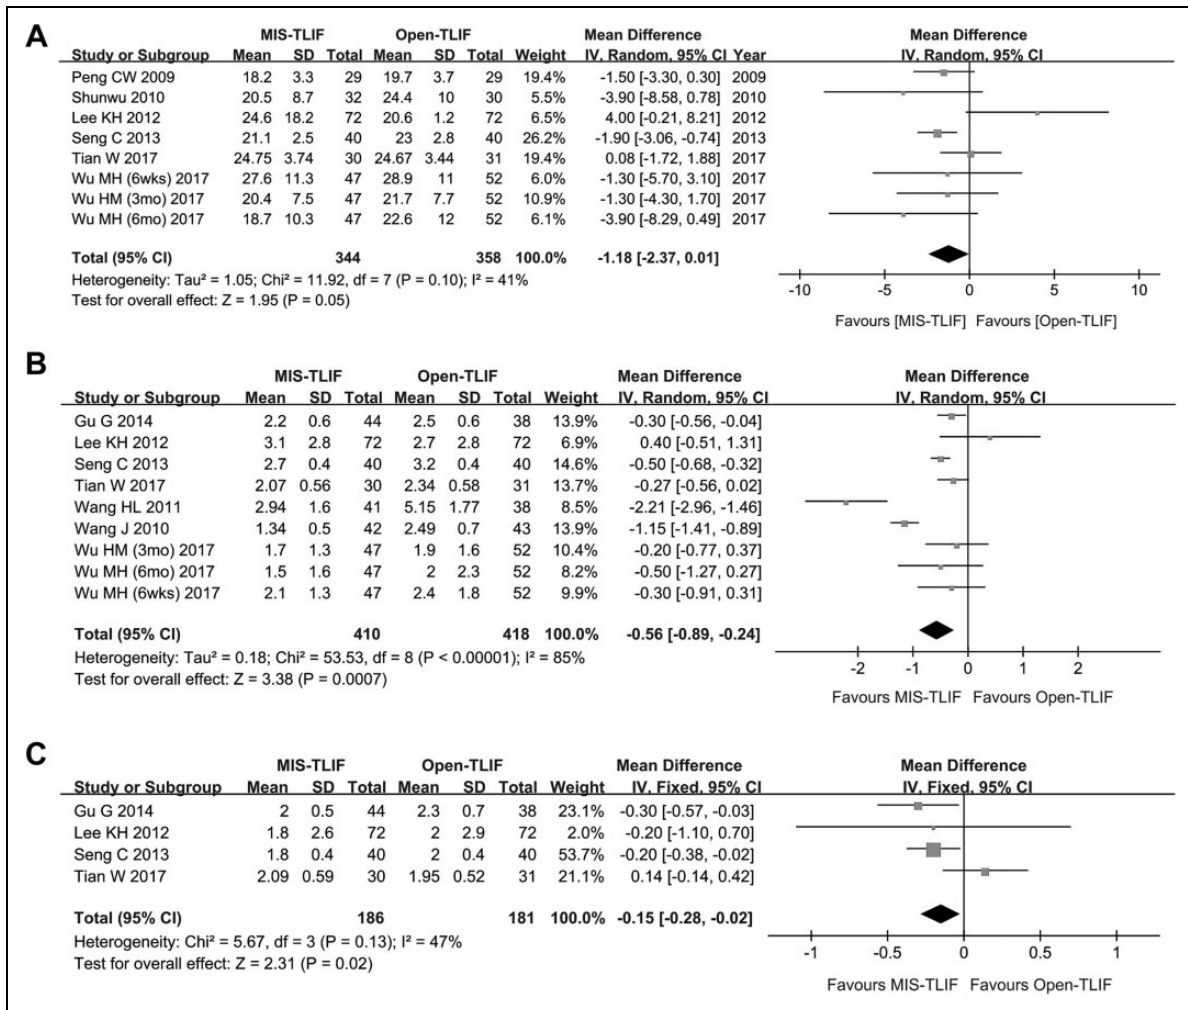 A
MIS-TLIF Open-TLIF Mean Difference Mean Difference
Study or Subgroup Mean SD Total Mean SD Total Weight IV, Random, 95% CI Year IV, Random, 95% CI
Peng CW 2009 18.2 3.3 29 19.7 3.7 29 19.4% -1.50 [-3.30, 0.30] 2009
Shunwu 2010 20.5 8.7 32 24.4 10 30 5.5% -3.90 [-8.58, 0.78] 2010
Lee KH 2012 24.6 18.2 72 20.6 1.2 72 6.5% 4.00 [-0.21, 8.21] 2012
Seng C 2013 21.1 2.5 40 23 2.8 40 26.2% -1.90 [-3.06, -0.74] 2013
Tian W 2017 24.75 3.74 30 24.67 3.44 31 19.4% 0.08 [-1.72, 1.88] 2017
Wu MH (6wks) 2017 27.6 11.3 47 28.9 11 52 6.0% -1.30 [-5.70, 3.10] 2017
Wu HM (3mo) 2017 20.4 7.5 47 21.7 7.7 52 10.9% -1.30 [-4.30, 1.70] 2017
Wu MH (6mo) 2017 18.7 10.3 47 22.6 12 52 6.1% -3.90 [-8.29, 0.49] 2017
Total (95% CI) 344 358 100.0% -1.18 [-2.37, 0.01]
Heterogeneity: Tau² = 1.05; Chi² = 11.92, df = 7 (P = 0.10); I² = 41%
Test for overall effect: Z = 1.95 (P = 0.05)
-10 -5 0 5 10
Favours [MIS-TLIF] Favours [Open-TLIF]
B
MIS-TLIF Open-TLIF Mean Difference Mean Difference
Study or Subgroup Mean SD Total Mean SD Total Weight IV, Random, 95% CI IV, Random, 95% CI
Gu G 2014 2.2 0.6 44 2.5 0.6 38 13.9% -0.30 [-0.56, -0.04]
Lee KH 2012 3.1 2.8 72 2.7 2.8 72 6.9% 0.40 [-0.51, 1.31]
Seng C 2013 2.7 0.4 40 3.2 0.4 40 14.6% -0.50 [-0.68, -0.32]
Tian W 2017 2.07 0.56 30 2.34 0.58 31 13.7% -0.27 [-0.56, 0.02]
Wang HL 2011 2.94 1.6 41 5.15 1.77 38 8.5% -2.21 [-2.96, -1.46]
Wang J 2010 1.34 0.5 42 2.49 0.7 43 13.9% -1.15 [-1.41, -0.89]
Wu HM (3mo) 2017 1.7 1.3 47 1.9 1.6 52 10.4% -0.20 [-0.77, 0.37]
Wu MH (6mo) 2017 1.5 1.6 47 2 2.3 52 8.2% -0.50 [-1.27, 0.27]
Wu MH (6wks) 2017 2.1 1.3 47 2.4 1.8 52 9.9% -0.30 [-0.91, 0.31]
Total (95% CI) 410 418 100.0% -0.56 [-0.89, -0.24]
Heterogeneity: Tau² = 0.18; Chi² = 53.53, df = 8 (P < 0.00001); I² = 85%
Test for overall effect: Z = 3.38 (P = 0.0007)
-2 -1 0 1 2
Favours MIS-TLIF Favours Open-TLIF
C
MIS-TLIF Open-TLIF Mean Difference Mean Difference
Study or Subgroup Mean SD Total Mean SD Total Weight IV, Fixed, 95% CI IV, Fixed, 95% CI
Gu G 2014 2 0.5 44 2.3 0.7 38 23.1% -0.30 [-0.57, -0.03]
Lee KH 2012 1.8 2.6 72 2 2.9 72 2.0% -0.20 [-1.10, 0.70]
Seng C 2013 1.8 0.4 40 2 0.4 40 53.7% -0.20 [-0.38, -0.02]
Tian W 2017 2.09 0.59 30 1.95 0.52 31 21.1% 0.14 [-0.14, 0.42]
Total (95% CI) 186 181 100.0% -0.15 [-0.28, -0.02]
Heterogeneity: Chi² = 5.67, df = 3 (P = 0.13); I² = 47%
Test for overall effect: Z = 2.31 (P = 0.02)
-1 -0.5 0 0.5 1
Favours MIS-TLIF Favours Open-TLIF